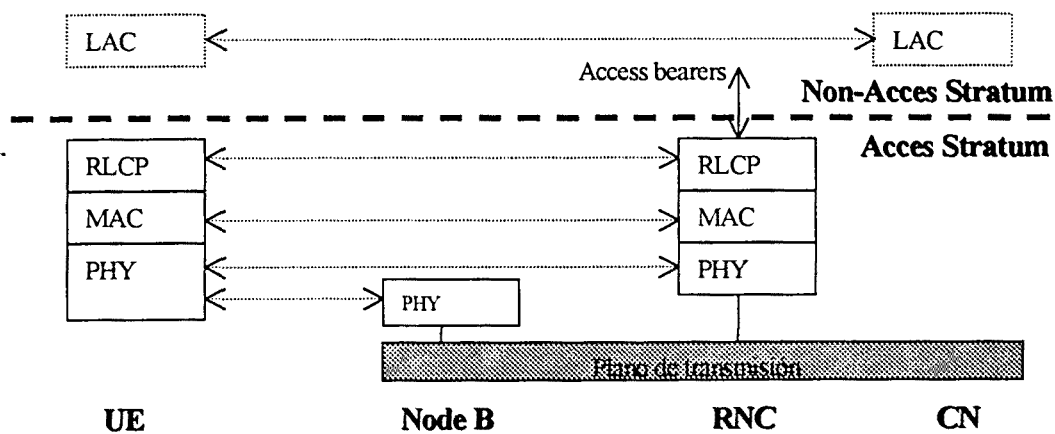 LAC
LAC
Access bearers
Non-Acces Stratum
Acces Stratum
RLCP
RLCP
MAC
MAC
PHY
PHY
PHY
Plano de transmisión
UE
Node B
RNC
CN